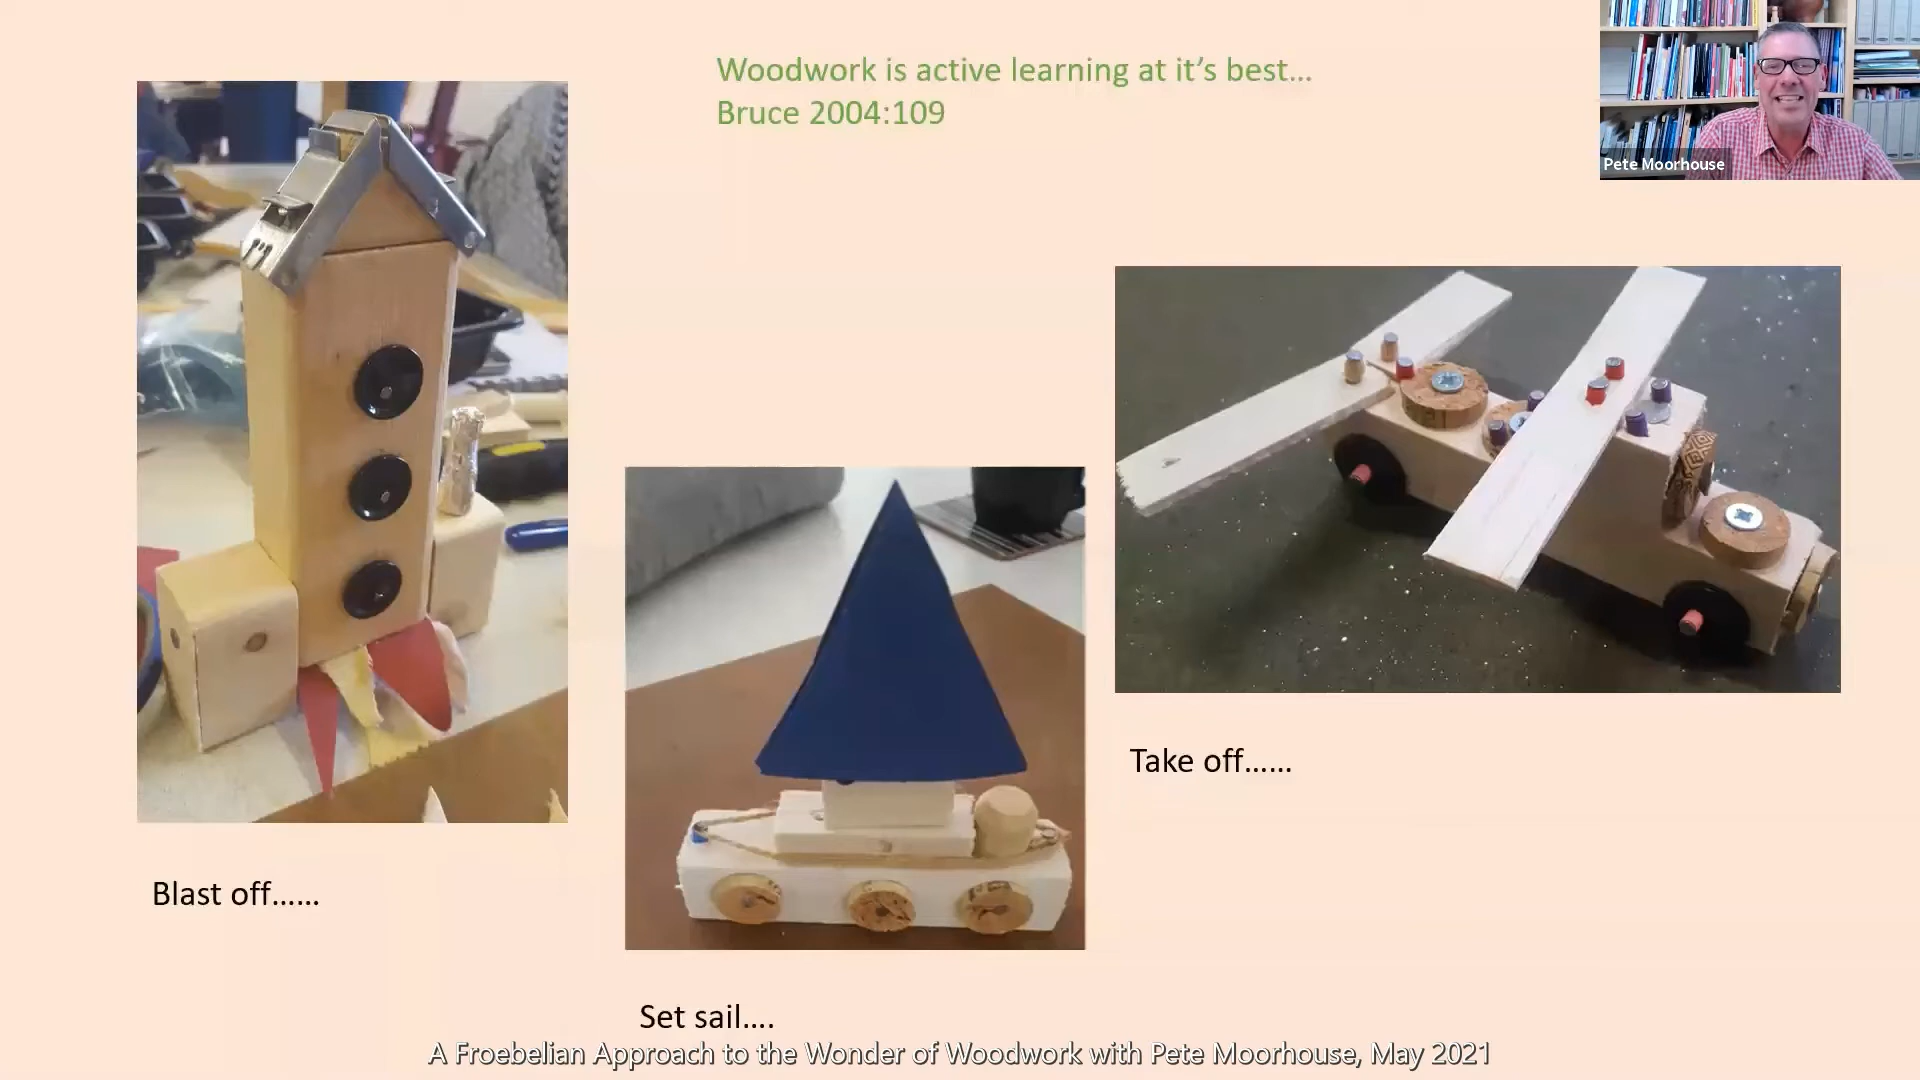 Woodwork is active learning at it’s best…
Bruce 2004:109
Pete Moorhouse
Take off……
Blast off……
Set sail….
A Froebelian Approach to the Wonder of Woodwork with Pete Moorhouse, May 2021